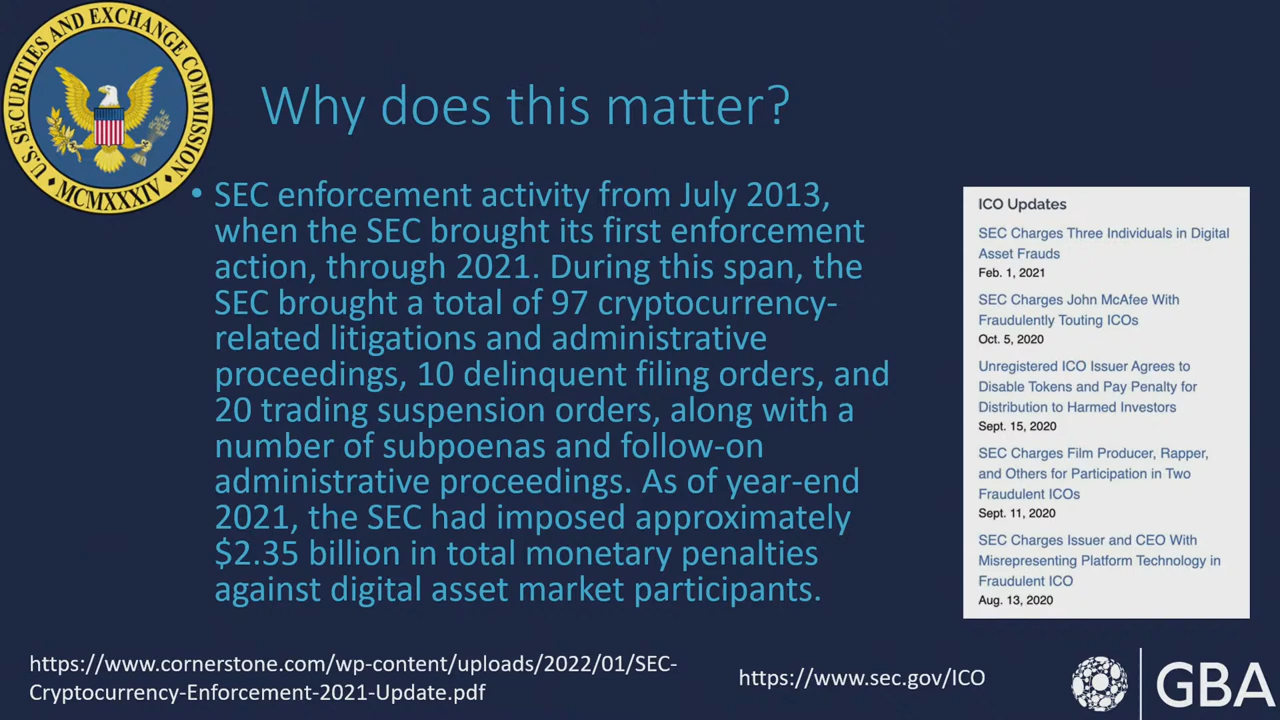 U.S. SECURITIES AND EXCHANGE COMMISSION
MCMXXXIV
Why does this matter?
• SEC enforcement activity from July 2013,
when the SEC brought its first enforcement
action, through 2021. During this span, the
SEC brought a total of 97 cryptocurrency-
related litigations and administrative
proceedings, 10 delinquent filing orders, and
20 trading suspension orders, along with a
number of subpoenas and follow-on
administrative proceedings. As of year-end
2021, the SEC had imposed approximately
$2.35 billion in total monetary penalties
against digital asset market participants.
ICO Updates
SEC Charges Three Individuals in Digital
Asset Frauds
Feb. 1, 2021
SEC Charges John McAfee With
Fraudulently Touting ICOs
Oct. 5, 2020
Unregistered ICO Issuer Agrees to
Disable Tokens and Pay Penalty for
Distribution to Harmed Investors
Sept. 15, 2020
SEC Charges Film Producer, Rapper,
and Others for Participation in Two
Fraudulent ICOs
Sept. 11, 2020
SEC Charges Issuer and CEO With
Misrepresenting Platform Technology in
Fraudulent ICO
Aug. 13, 2020
https://www.cornerstone.com/wp-content/uploads/2022/01/SEC-
Cryptocurrency-Enforcement-2021-Update.pdf
https://www.sec.gov/ICO
GBA